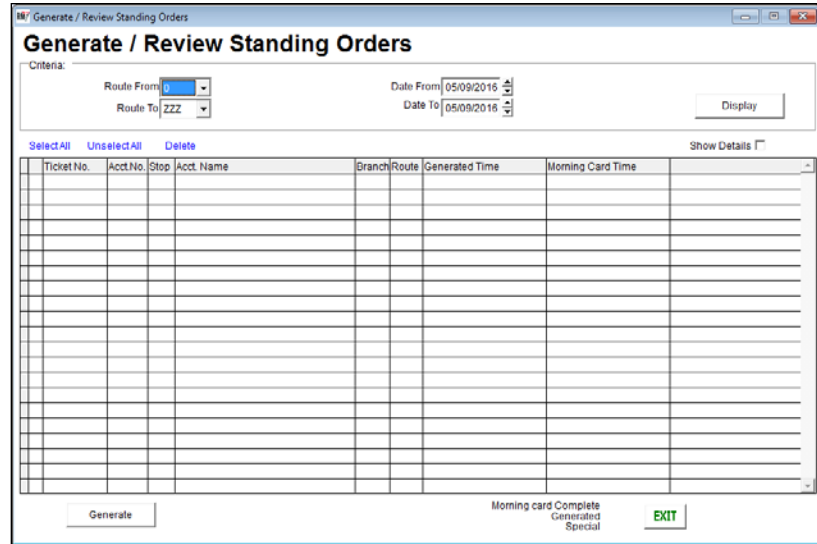 Generate / Review Standing Orders
Generate / Review Standing Orders
Criteria:
Route From 0 Date From 05/09/2016
Route To ZZZ Date To 05/09/2016 Display
Select All Unselect All Delete Show Details
Ticket No. Acct.No. Stop Acct. Name Branch Route Generated Time Morning Card Time
Generate Morning card Complete
Generated EXIT
Special